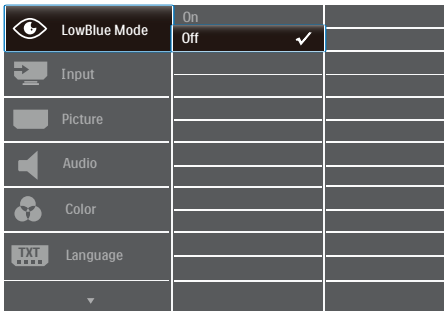 LowBlue Mode
On
Off
Input
Picture
Audio
Color
TXT
Language